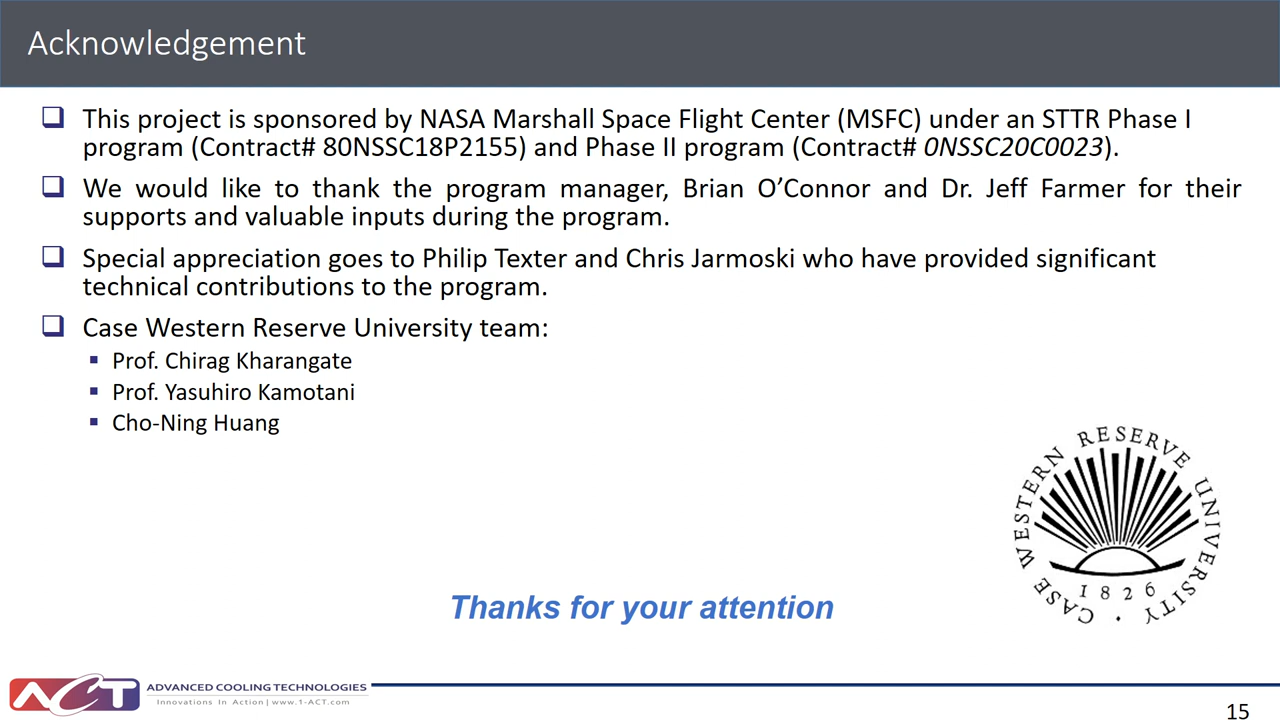 Acknowledgement
This project is sponsored by NASA Marshall Space Flight Center (MSFC) under an STTR Phase I
program (Contract# 80NSSC18P2155) and Phase II program (Contract# 0NSSC20C0023).
We would like to thank the program manager, Brian O’Connor and Dr. Jeff Farmer for their
supports and valuable inputs during the program.
Special appreciation goes to Philip Texter and Chris Jarmoski who have provided significant
technical contributions to the program.
Case Western Reserve University team:
Prof. Chirag Kharangate
Prof. Yasuhiro Kamotani
Cho-Ning Huang
CASE WESTERN RESERVE UNIVERSITY
1826
Thanks for your attention
ACT
ADVANCED COOLING TECHNOLOGIES
Innovations In Action | www.1-ACT.com
15